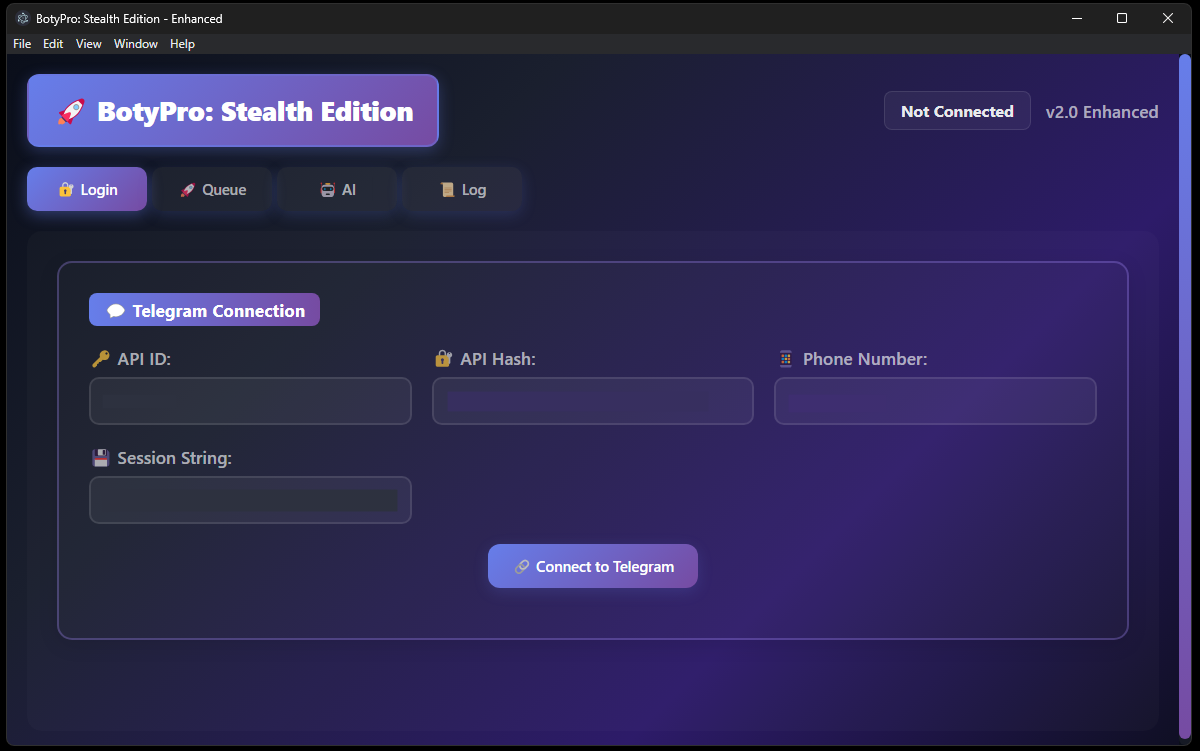 BotyPro: Stealth Edition - Enhanced
File Edit View Window Help
🚀 BotyPro: Stealth Edition
Not Connected
v2.0 Enhanced
🔐 Login
🚀 Queue
🤖 AI
📜 Log
💬 Telegram Connection
🔑 API ID:
🔐 API Hash:
📱 Phone Number:
💾 Session String:
🔗 Connect to Telegram